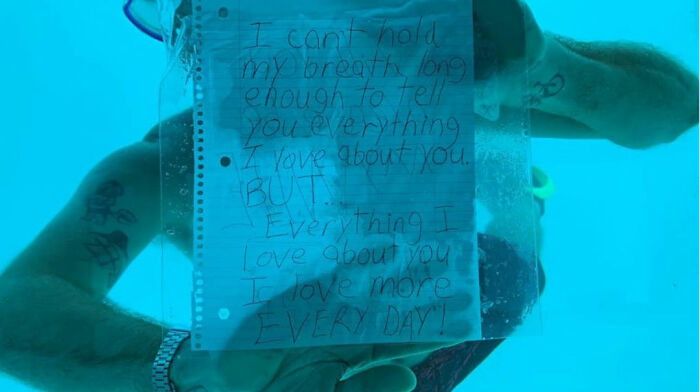 I can't hold
my breath long
enough to tell
you everything
I love about you.
BUT...
Everything I
love about you
I love more
EVERY DAY!